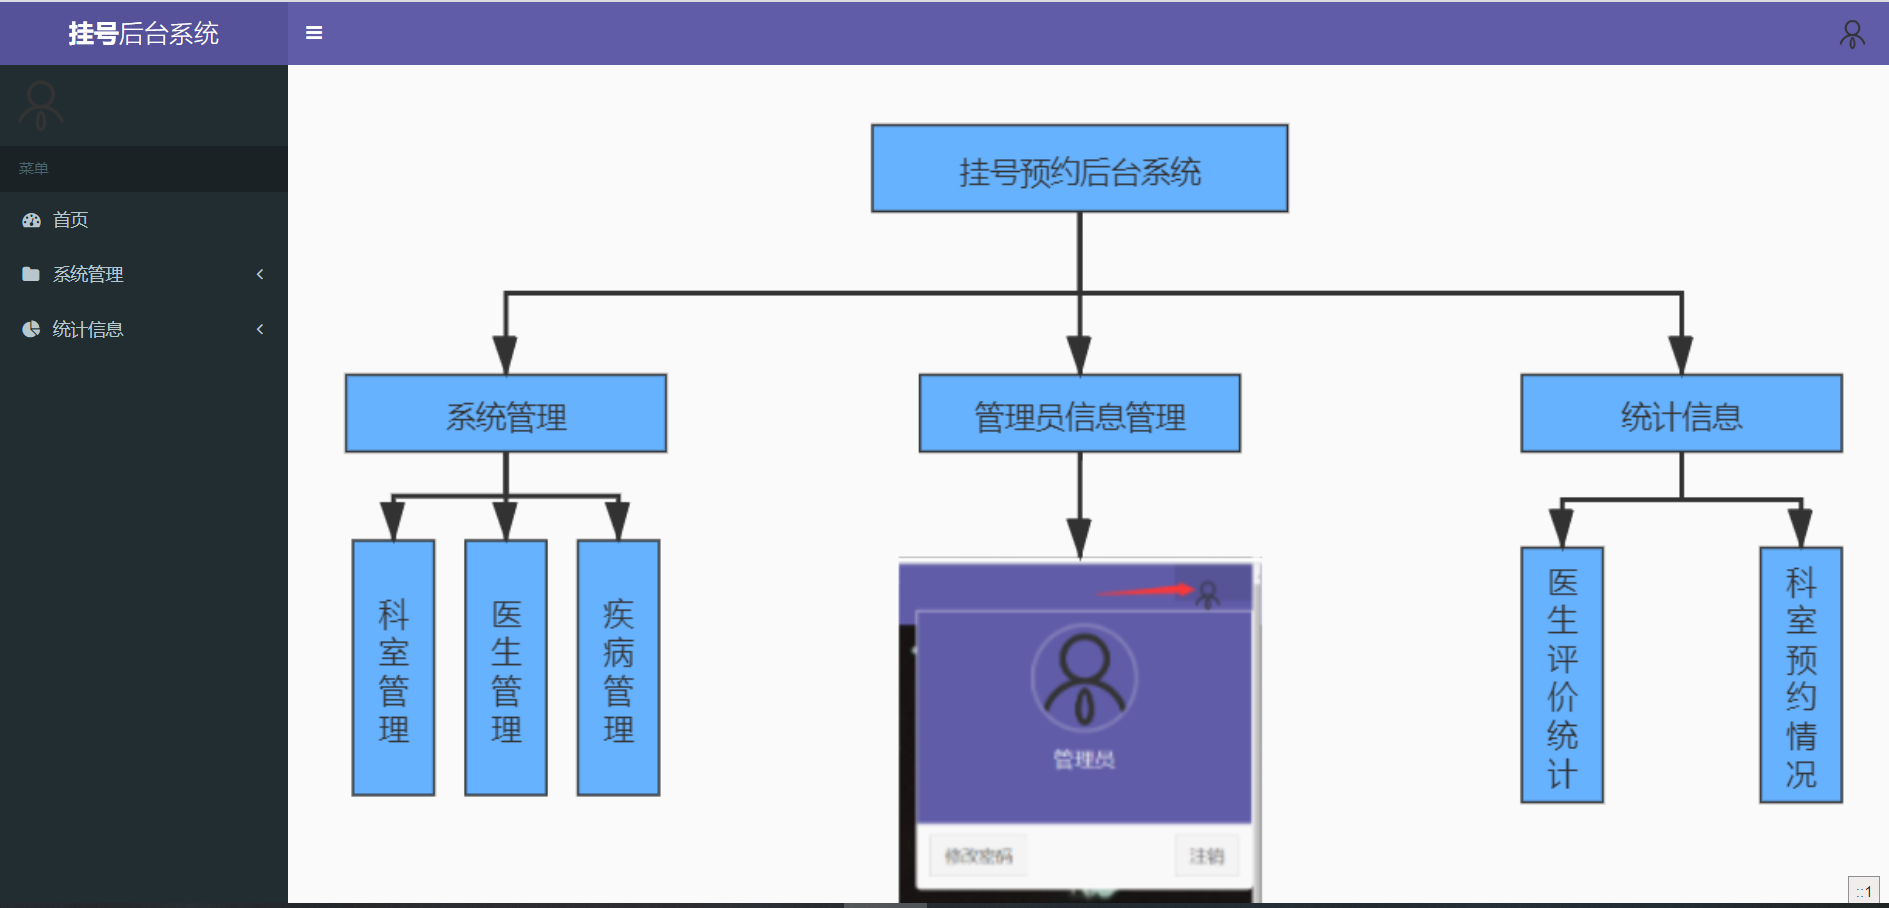 挂号后台系统
菜单
首页
系统管理
统计信息
挂号预约后台系统
系统管理
管理员信息管理
统计信息
科室管理
医生管理
疾病管理
管理员
修改密码
注销
医生评价统计
科室预约情况
::1